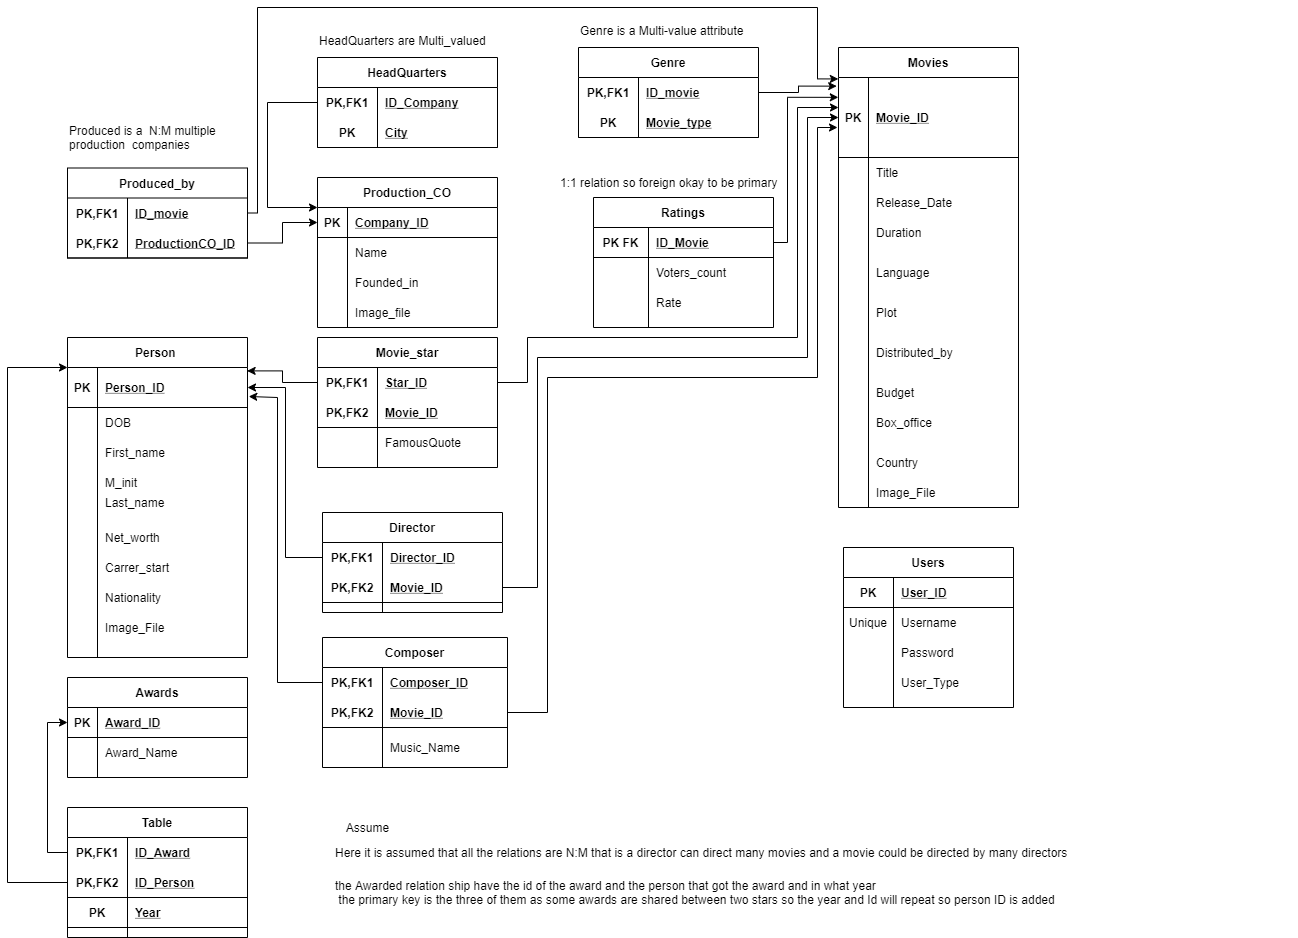 HeadQuarters are Multi_valued
HeadQuarters
PK,FK1 ID_Company
PK City
Genre is a Multi-value attribute
Genre
PK,FK1 ID_movie
PK Movie_type
Movies
PK Movie_ID
Title
Release_Date
Duration
Language
Plot
Distributed_by
Budget
Box_office
Country
Image_File
Produced is a  N:M multiple
production  companies
Produced_by
PK,FK1 ID_movie
PK,FK2 ProductionCO_ID
Production_CO
PK Company_ID
Name
Founded_in
Image_file
1:1 relation so foreign okay to be primary
Ratings
PK FK ID_Movie
Voters_count
Rate
Person
PK Person_ID
DOB
First_name
M_init
Last_name
Net_worth
Carrer_start
Nationality
Image_File
Movie_star
PK,FK1 Star_ID
PK,FK2 Movie_ID
FamousQuote
Director
PK,FK1 Director_ID
PK,FK2 Movie_ID
Composer
PK,FK1 Composer_ID
PK,FK2 Movie_ID
Music_Name
Users
PK User_ID
Unique Username
Password
User_Type
Awards
PK Award_ID
Award_Name
Table
PK,FK1 ID_Award
PK,FK2 ID_Person
PK Year
Assume
Here it is assumed that all the relations are N:M that is a director can direct many movies and a movie could be directed by many directors
the Awarded relation ship have the id of the award and the person that got the award and in what year
the primary key is the three of them as some awards are shared between two stars so the year and Id will repeat so person ID is added